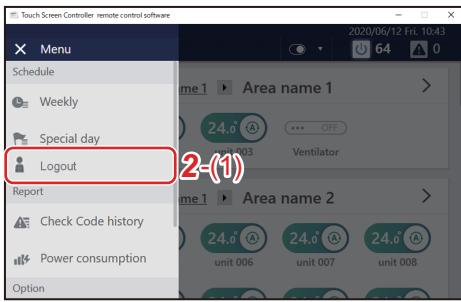 Touch Screen Controller remote control software
2020/06/12 Fri. 10:43
Menu
64
0
Schedule
me 1 Area name 1
Weekly
24.0 A
OFF
Special day
unit 003
Ventilator
Logout
2-(1)
Report
me 1 Area name 2
Check Code history
24.0 A
24.0 A
24.0 A
Power consumption
unit 006
unit 007
unit 008
Option